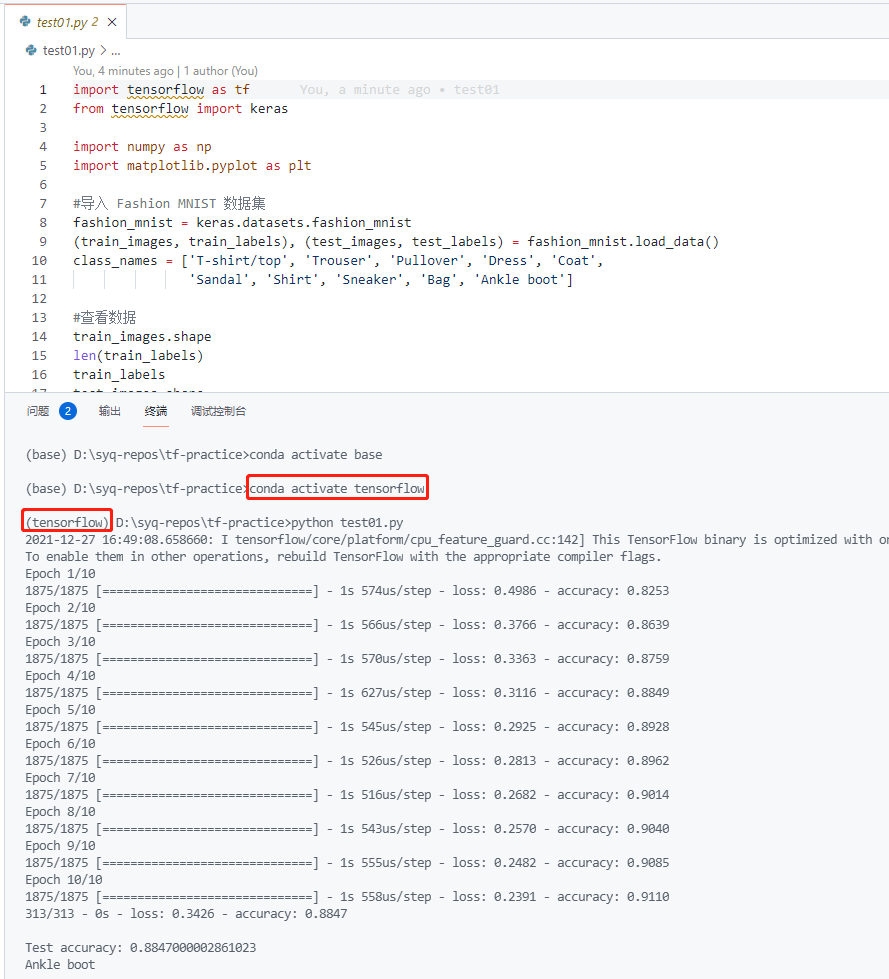 test01.py 2 ×
test01.py > ...
You, 4 minutes ago | 1 author (You)
1 import tensorflow as tf You, a minute ago • test01
2 from tensorflow import keras
3
4 import numpy as np
5 import matplotlib.pyplot as plt
6
7 #导入 Fashion MNIST 数据集
8 fashion_mnist = keras.datasets.fashion_mnist
9 (train_images, train_labels), (test_images, test_labels) = fashion_mnist.load_data()
10 class_names = ['T-shirt/top', 'Trouser', 'Pullover', 'Dress', 'Coat',
11 'Sandal', 'Shirt', 'Sneaker', 'Bag', 'Ankle boot']
12
13 #查看数据
14 train_images.shape
15 len(train_labels)
16 train_labels
问题 2 输出 终端 调试控制台
(base) D:\syq-repos\tf-practice>conda activate base
(base) D:\syq-repos\tf-practice>conda activate tensorflow
(tensorflow) D:\syq-repos\tf-practice>python test01.py
2021-12-27 16:49:08.658660: I tensorflow/core/platform/cpu_feature_guard.cc:142] This TensorFlow binary is optimized with
To enable them in other operations, rebuild TensorFlow with the appropriate compiler flags.
Epoch 1/10
1875/1875 [==============================] - 1s 574us/step - loss: 0.4986 - accuracy: 0.8253
Epoch 2/10
1875/1875 [==============================] - 1s 566us/step - loss: 0.3766 - accuracy: 0.8639
Epoch 3/10
1875/1875 [==============================] - 1s 570us/step - loss: 0.3363 - accuracy: 0.8759
Epoch 4/10
1875/1875 [==============================] - 1s 627us/step - loss: 0.3116 - accuracy: 0.8849
Epoch 5/10
1875/1875 [==============================] - 1s 545us/step - loss: 0.2925 - accuracy: 0.8928
Epoch 6/10
1875/1875 [==============================] - 1s 526us/step - loss: 0.2813 - accuracy: 0.8962
Epoch 7/10
1875/1875 [==============================] - 1s 516us/step - loss: 0.2682 - accuracy: 0.9014
Epoch 8/10
1875/1875 [==============================] - 1s 543us/step - loss: 0.2570 - accuracy: 0.9040
Epoch 9/10
1875/1875 [==============================] - 1s 555us/step - loss: 0.2482 - accuracy: 0.9085
Epoch 10/10
1875/1875 [==============================] - 1s 558us/step - loss: 0.2391 - accuracy: 0.9110
313/313 - 0s - loss: 0.3426 - accuracy: 0.8847
Test accuracy: 0.8847000002861023
Ankle boot